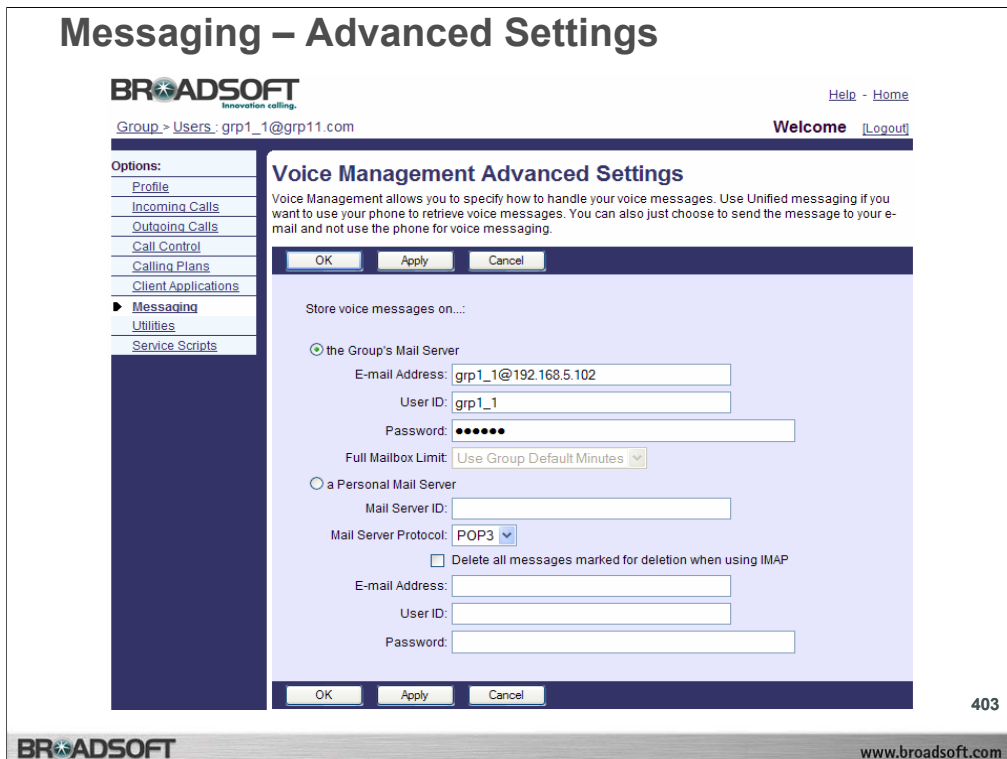 Messaging – Advanced Settings
BROADSOFT
Innovation calling.
Help - Home
Group > Users : grp1_1@grp11.com
Welcome [Logout]
Options:
Profile
Incoming Calls
Outgoing Calls
Call Control
Calling Plans
Client Applications
Messaging
Utilities
Service Scripts
Voice Management Advanced Settings
Voice Management allows you to specify how to handle your voice messages. Use Unified messaging if you
want to use your phone to retrieve voice messages. You can also just choose to send the message to your e-
mail and not use the phone for voice messaging.
OK Apply Cancel
Store voice messages on...:
the Group's Mail Server
E-mail Address: grp1_1@192.168.5.102
User ID: grp1_1
Password: ●●●●●●
Full Mailbox Limit: Use Group Default Minutes
a Personal Mail Server
Mail Server ID:
Mail Server Protocol: POP3
Delete all messages marked for deletion when using IMAP
E-mail Address:
User ID:
Password:
OK Apply Cancel
403
BROADSOFT
www.broadsoft.com